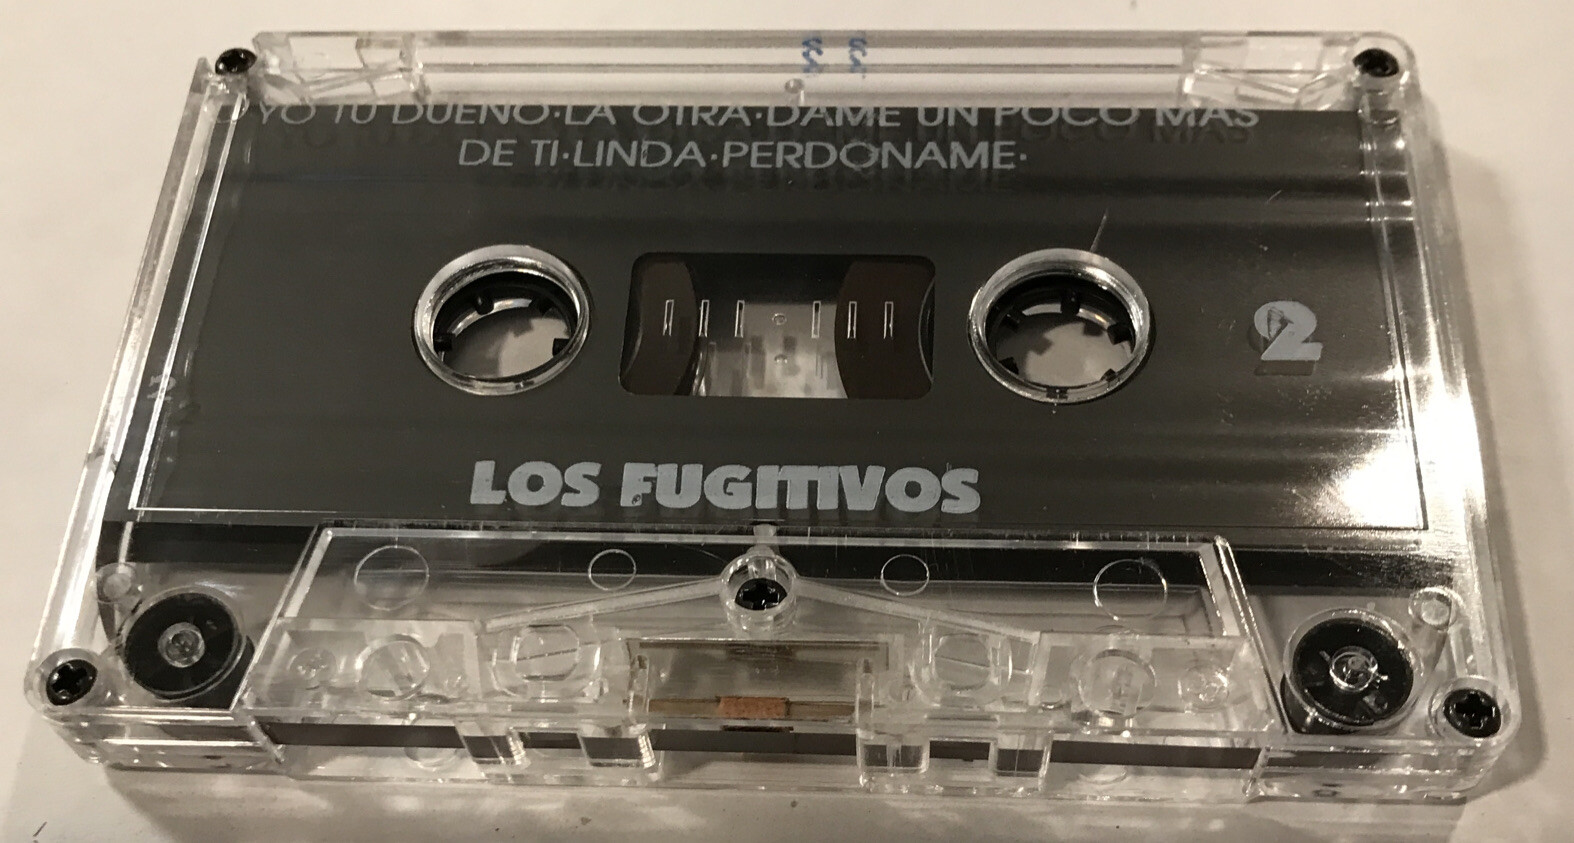 YO TU DUENO·LA OTRA·DAME UN POCO MAS
DE TI·LINDA·PERDONAME·
2
LOS FUGITIVOS